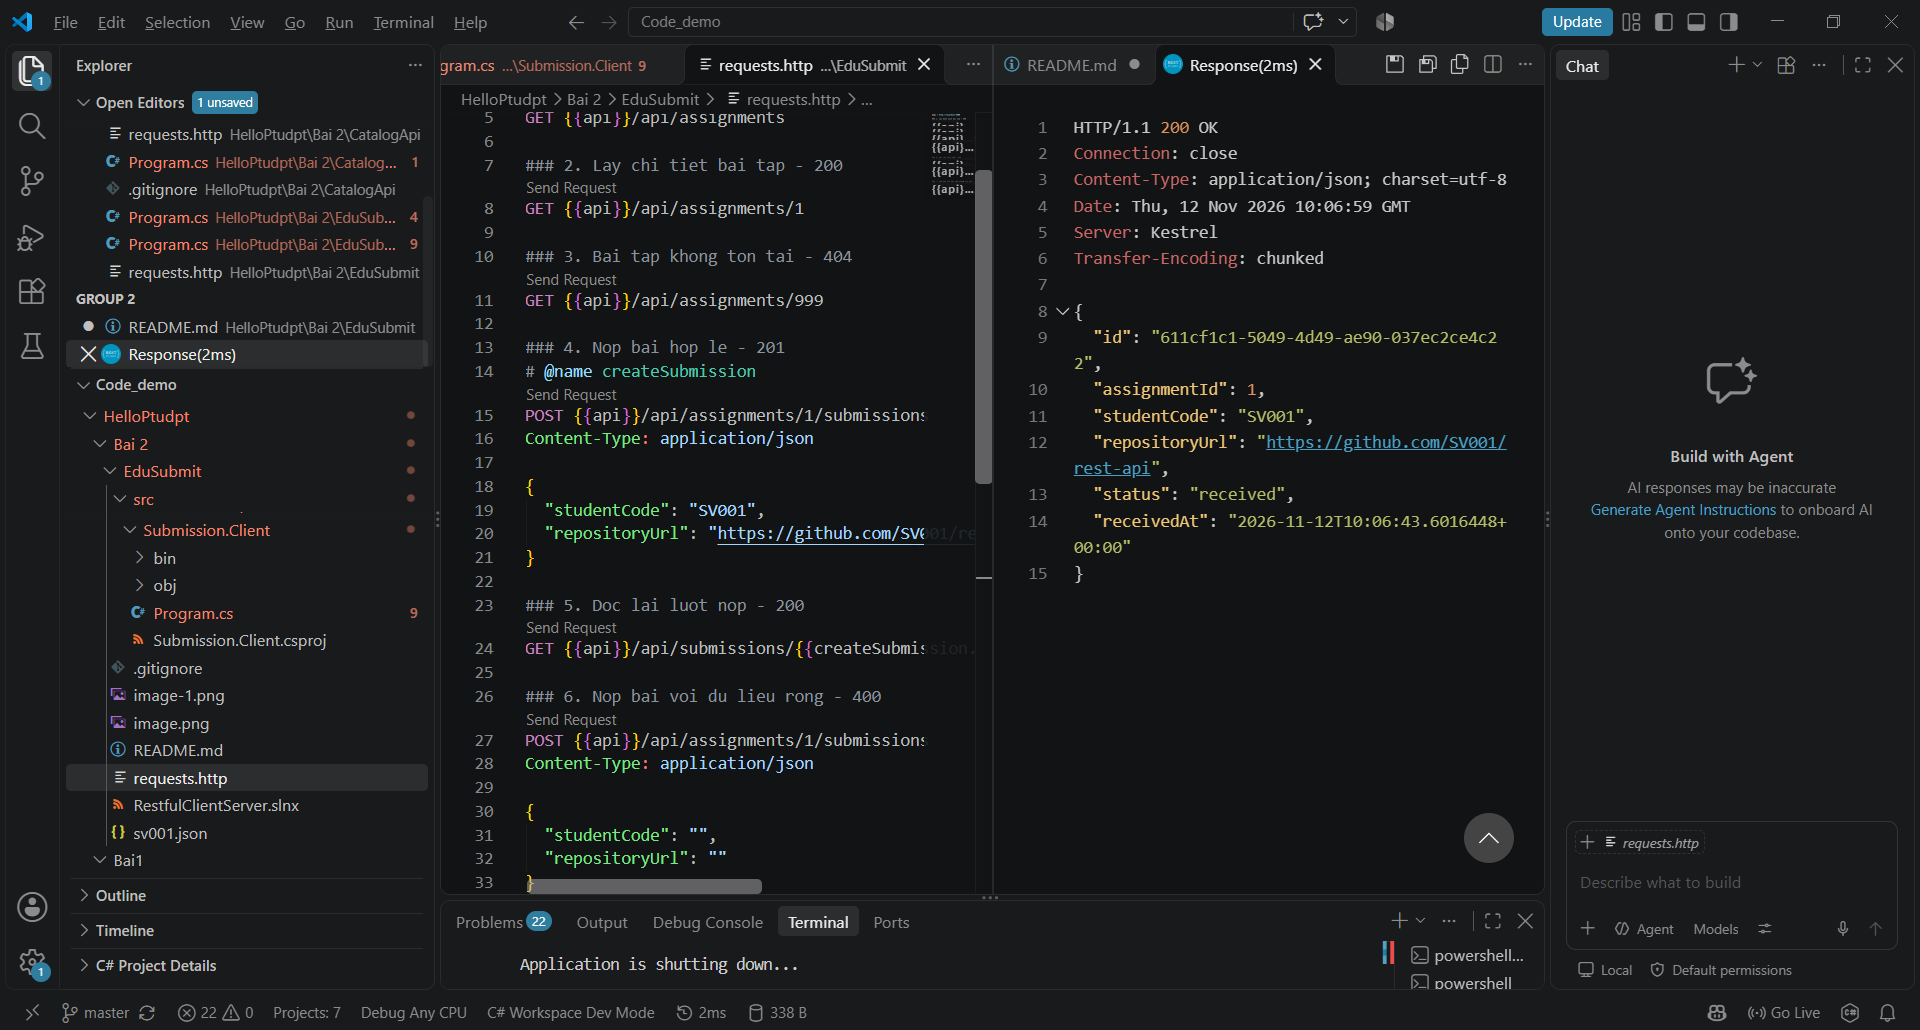 File Edit Selection View Go Run Terminal Help
Code_demo
Update
Explorer
Open Editors 1 unsaved
requests.http HelloPtudpt\Bai 2\CatalogApi
Program.cs HelloPtudpt\Bai 2\Catalog... 1
.gitignore HelloPtudpt\Bai 2\CatalogApi
Program.cs HelloPtudpt\Bai 2\EduSub... 4
Program.cs HelloPtudpt\Bai 2\EduSub... 9
requests.http HelloPtudpt\Bai 2\EduSubmit
GROUP 2
README.md HelloPtudpt\Bai 2\EduSubmit
Response(2ms)
Code_demo
HelloPtudpt
Bai 2
EduSubmit
src
Submission.Client
bin
obj
Program.cs 9
Submission.Client.csproj
.gitignore
image-1.png
image.png
README.md
requests.http
RestfulClientServer.slnx
sv001.json
Bai1
Outline
Timeline
C# Project Details
gram.cs ...\Submission.Client 9
requests.http ...\EduSubmit
HelloPtudpt > Bai 2 > EduSubmit > requests.http > ...
5 GET {{api}}/api/assignments
6
7 ### 2. Lay chi tiet bai tap - 200
Send Request
8 GET {{api}}/api/assignments/1
9
10 ### 3. Bai tap khong ton tai - 404
Send Request
11 GET {{api}}/api/assignments/999
12
13 ### 4. Nop bai hop le - 201
14 # @name createSubmission
Send Request
15 POST {{api}}/api/assignments/1/submissions
16 Content-Type: application/json
17
18 {
19 "studentCode": "SV001",
20 "repositoryUrl": "https://github.com/SV001/re
21 }
22
23 ### 5. Doc lai luot nop - 200
Send Request
24 GET {{api}}/api/submissions/{{createSubmission.
25
26 ### 6. Nop bai voi du lieu rong - 400
Send Request
27 POST {{api}}/api/assignments/1/submissions
28 Content-Type: application/json
29
30 {
31 "studentCode": "",
32 "repositoryUrl": ""
33 }
{{api}}...
{{api}}...
{{api}}...
README.md
Response(2ms)
1 HTTP/1.1 200 OK
2 Connection: close
3 Content-Type: application/json; charset=utf-8
4 Date: Thu, 12 Nov 2026 10:06:59 GMT
5 Server: Kestrel
6 Transfer-Encoding: chunked
7
8 {
9 "id": "611cf1c1-5049-4d49-ae90-037ec2ce4c2
2",
10 "assignmentId": 1,
11 "studentCode": "SV001",
12 "repositoryUrl": "https://github.com/SV001/
rest-api",
13 "status": "received",
14 "receivedAt": "2026-11-12T10:06:43.6016448+
00:00"
15 }
Problems 22 Output Debug Console Terminal Ports
Application is shutting down...
powershell...
powershell
Chat
Build with Agent
AI responses may be inaccurate
Generate Agent Instructions to onboard AI
onto your codebase.
requests.http
Describe what to build
Agent Models
Local Default permissions
1
1
master 22 0 Projects: 7 Debug Any CPU C# Workspace Dev Mode 2ms 338 B
Go Live